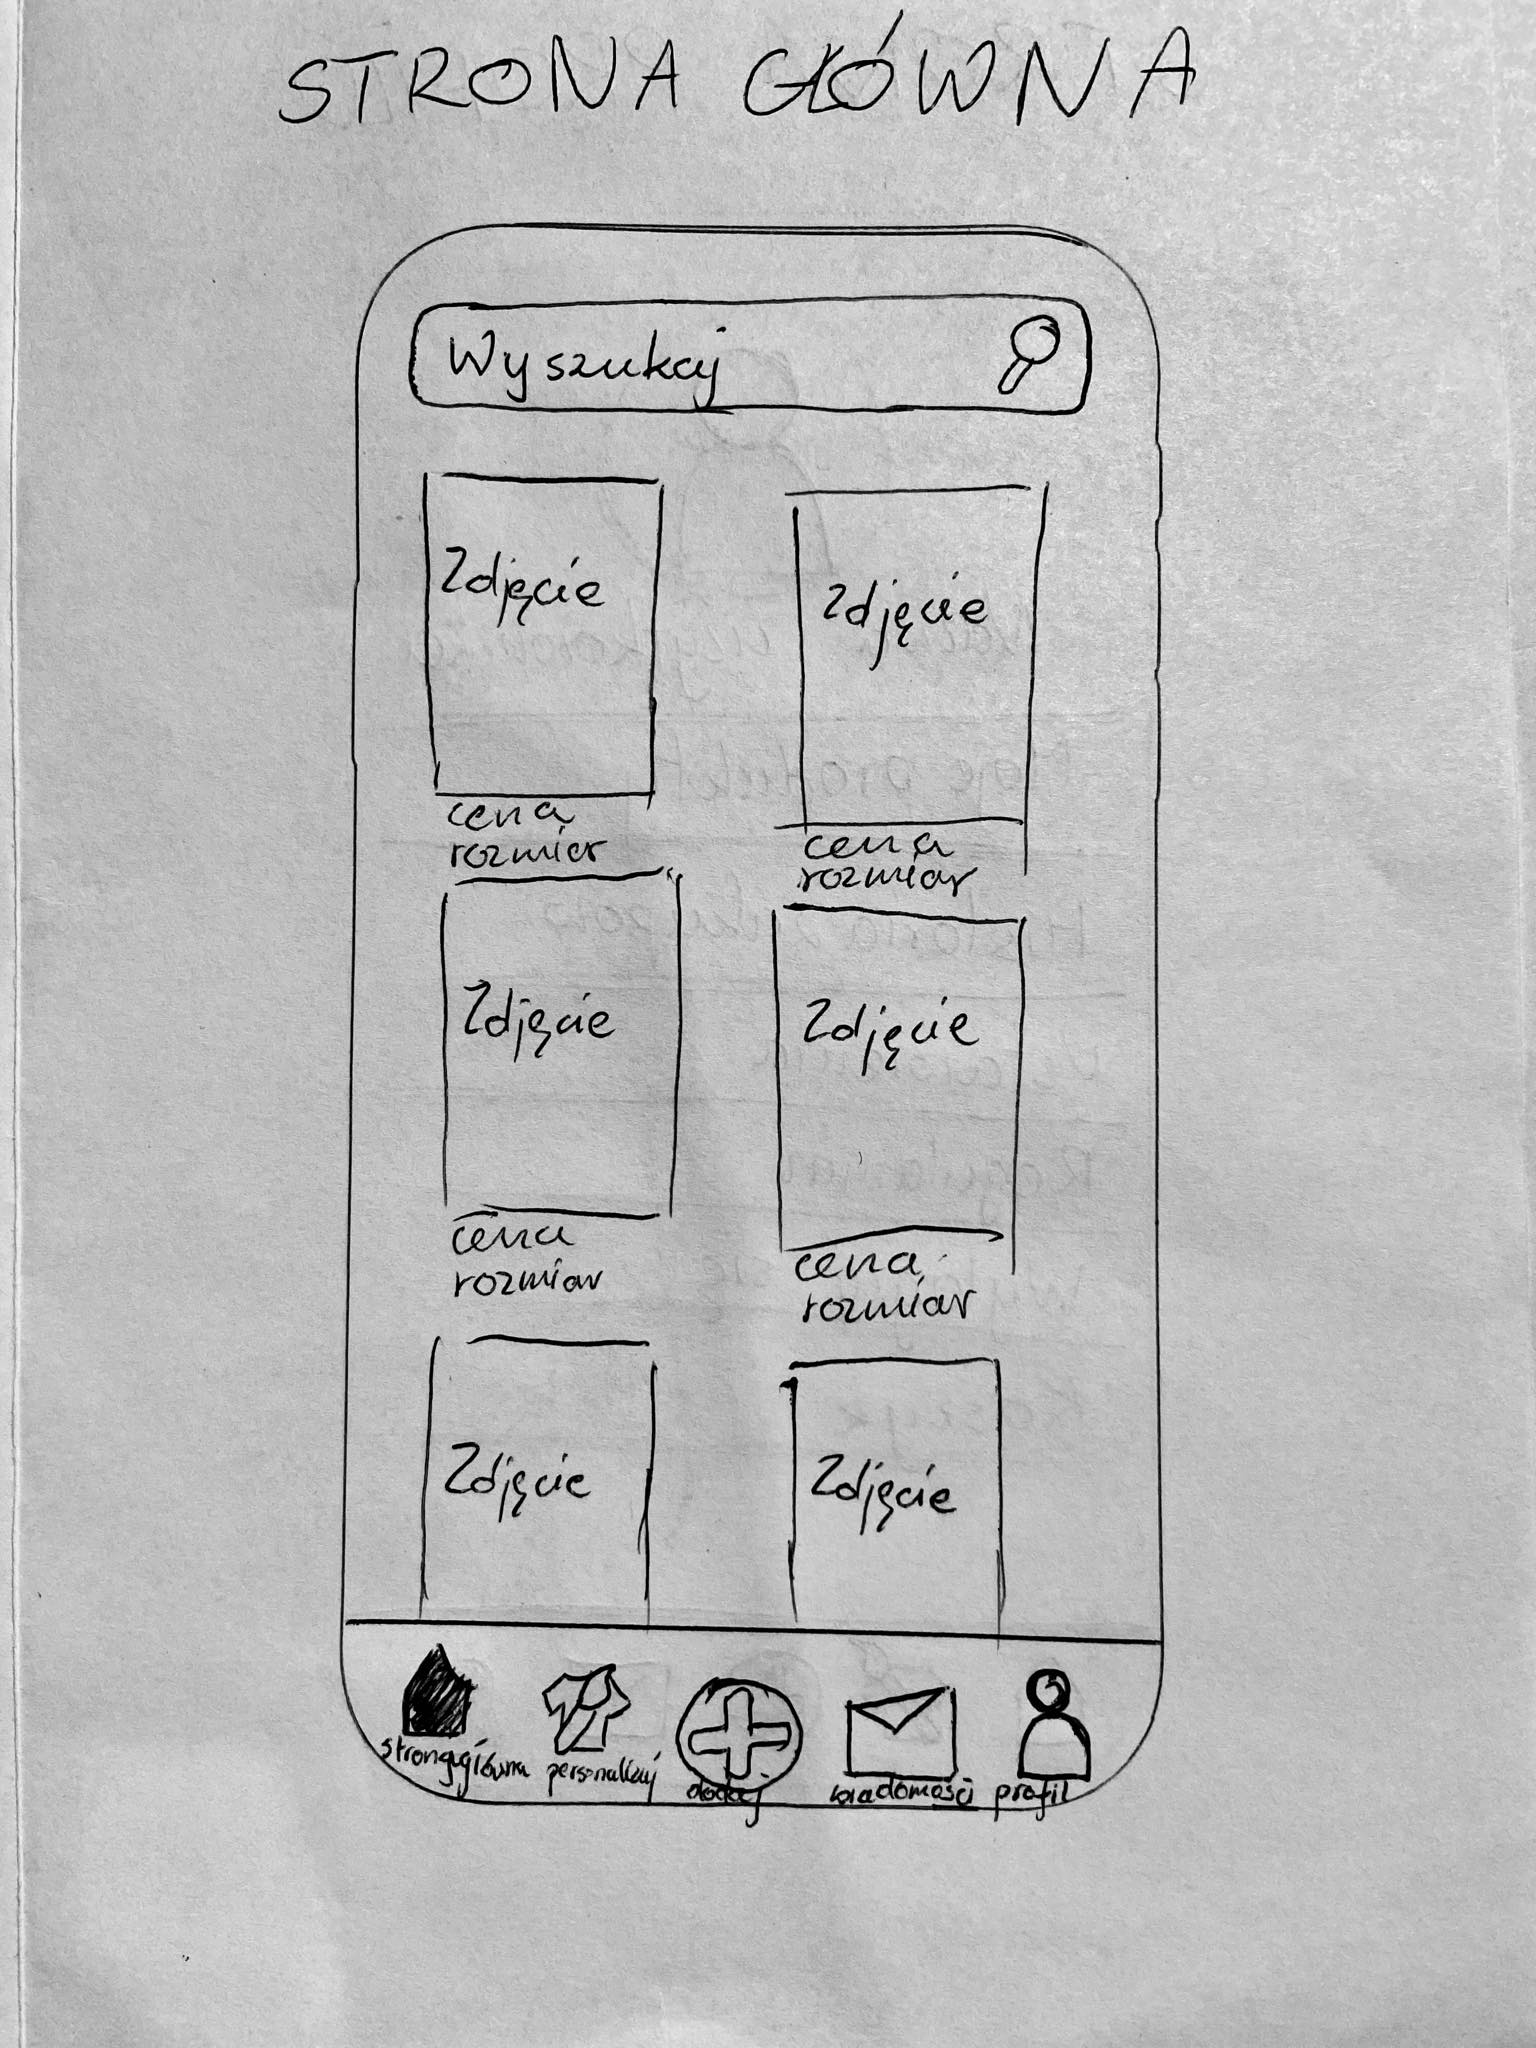 STRONA GŁÓWNA
Wyszukaj
Zdjęcie Zdjęcie
cena cena
rozmiar rozmiar
Zdjęcie Zdjęcie
cena cena
rozmiar rozmiar
Zdjęcie Zdjęcie
strona główna personalizuj dodaj wiadomości profil